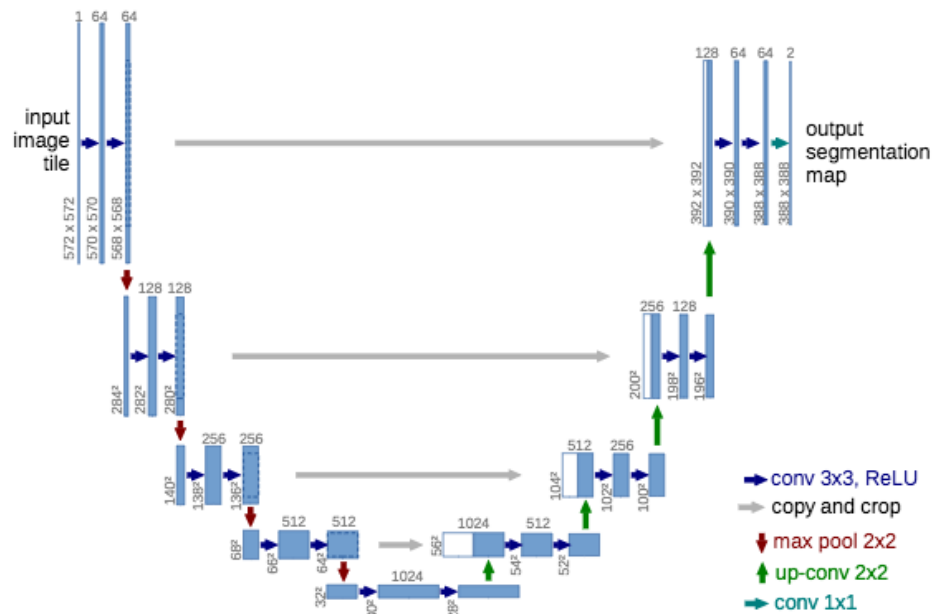 1 64 64
input
image
tile
572 x 572
570 x 570
568 x 568
128 64 64 2
output
segmentation
map
392 x 392
390 x 390
388 x 388
388 x 388
128 128
284²
282²
280²
256 128
200²
198²
196²
256 256
140²
138²
136²
512 256
104²
102²
100²
512 512
68²
66²
64²
1024 512
56²
54²
52²
1024
32²
conv 3x3, ReLU
copy and crop
max pool 2x2
up-conv 2x2
conv 1x1